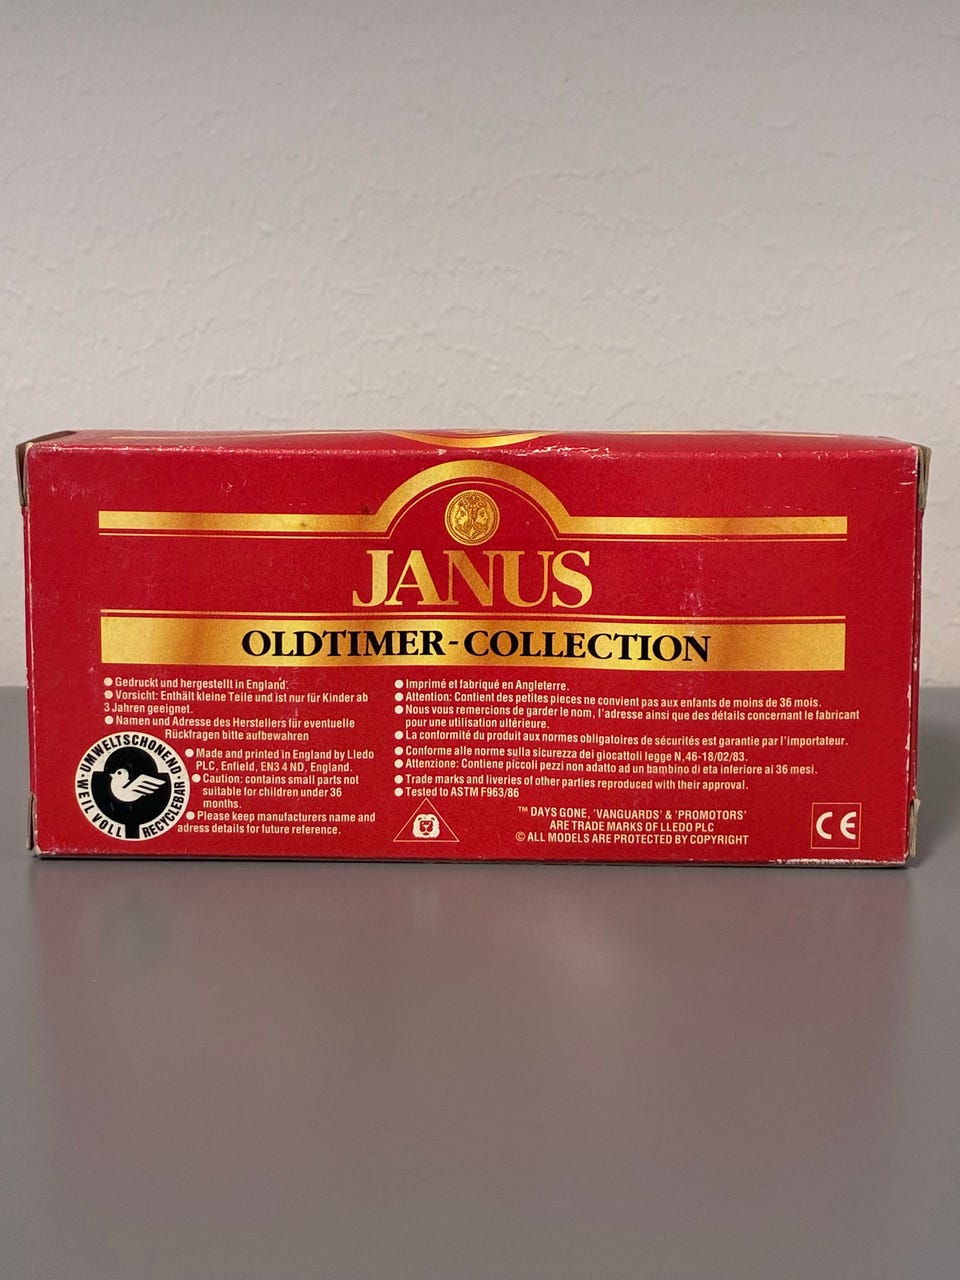 JANUS
OLDTIMER-COLLECTION
● Gedruckt und hergestellt in England.
● Vorsicht: Enthält kleine Teile und ist nur für Kinder ab
3 Jahren geeignet.
● Namen und Adresse des Herstellers für eventuelle
Rückfragen bitte aufbewahren
UMWELTSCHONEND · WEIL VOLL RECYCLEBAR ·
● Made and printed in England by Lledo
PLC, Enfield, EN3 4 ND, England.
● Caution: contains small parts not
suitable for children under 36
months.
● Please keep manufacturers name and
adress details for future reference.
● Imprimé et fabriqué en Angleterre.
● Attention: Contient des petites pieces ne convient pas aux enfants de moins de 36 mois.
● Nous vous remercions de garder le nom, l'adresse ainsi que des détails concernant le fabricant
pour une utilisation ultérieure.
● La conformité du produit aux normes obligatoires de sécurités est garantie par l'importateur.
● Conforme alle norme sulla sicurezza dei giocattoli legge N,46-18/02/83.
● Attenzione: Contiene piccoli pezzi non adatto ad un bambino di eta inferiore ai 36 mesi.
● Trade marks and liveries of other parties reproduced with their approval.
● Tested to ASTM F963/86
™ DAYS GONE, 'VANGUARDS' & 'PROMOTORS'
ARE TRADE MARKS OF LLEDO PLC
© ALL MODELS ARE PROTECTED BY COPYRIGHT
CE